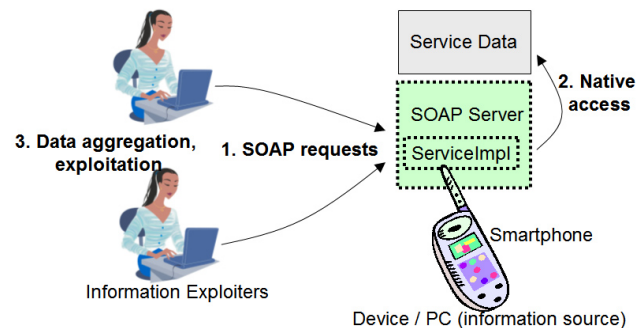 Service Data
2. Native
access
SOAP Server
3. Data aggregation,
exploitation
1. SOAP requests
ServiceImpl
Smartphone
Information Exploiters
Device / PC (information source)